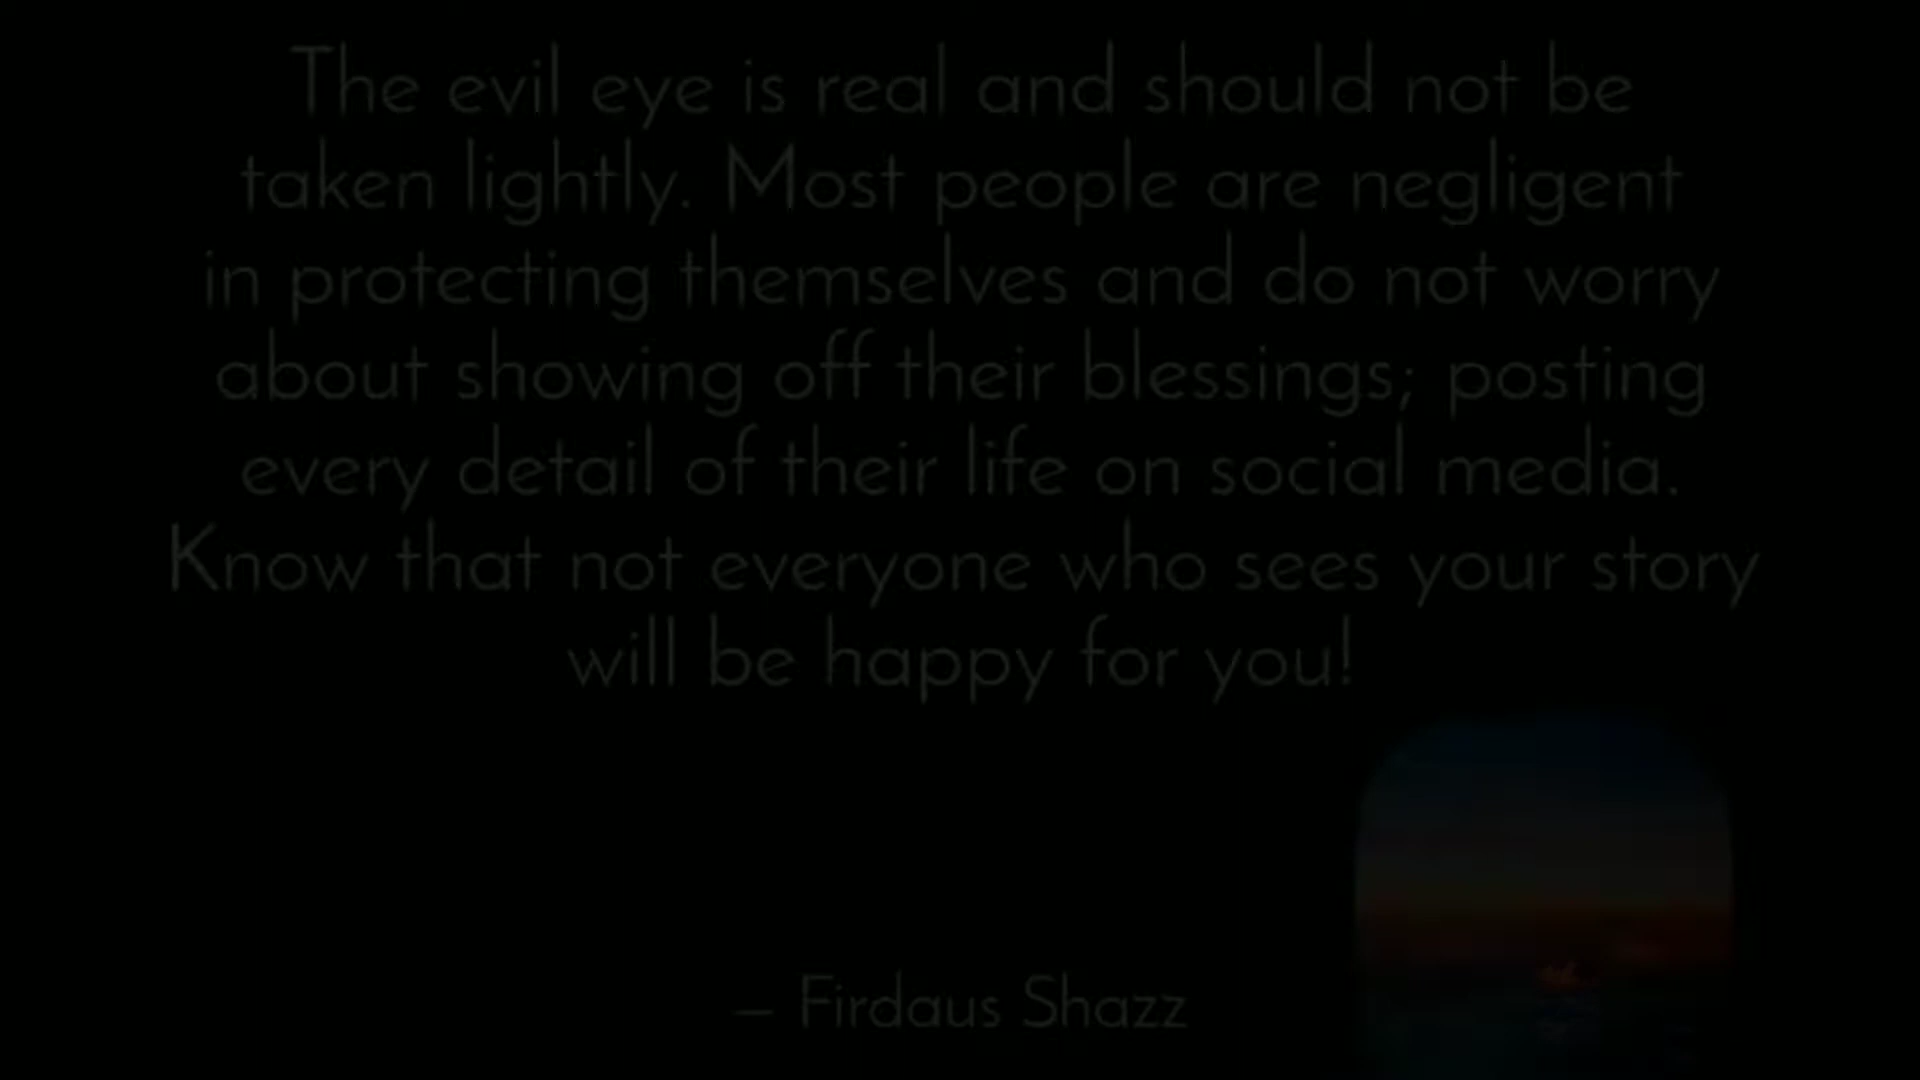 The evil eye is real and should not be
taken lightly. Most people are negligent
in protecting themselves and do not worry
about showing off their blessings; posting
every detail of their life on social media.
Know that not everyone who sees your story
will be happy for you!
– Firdaus Shazz